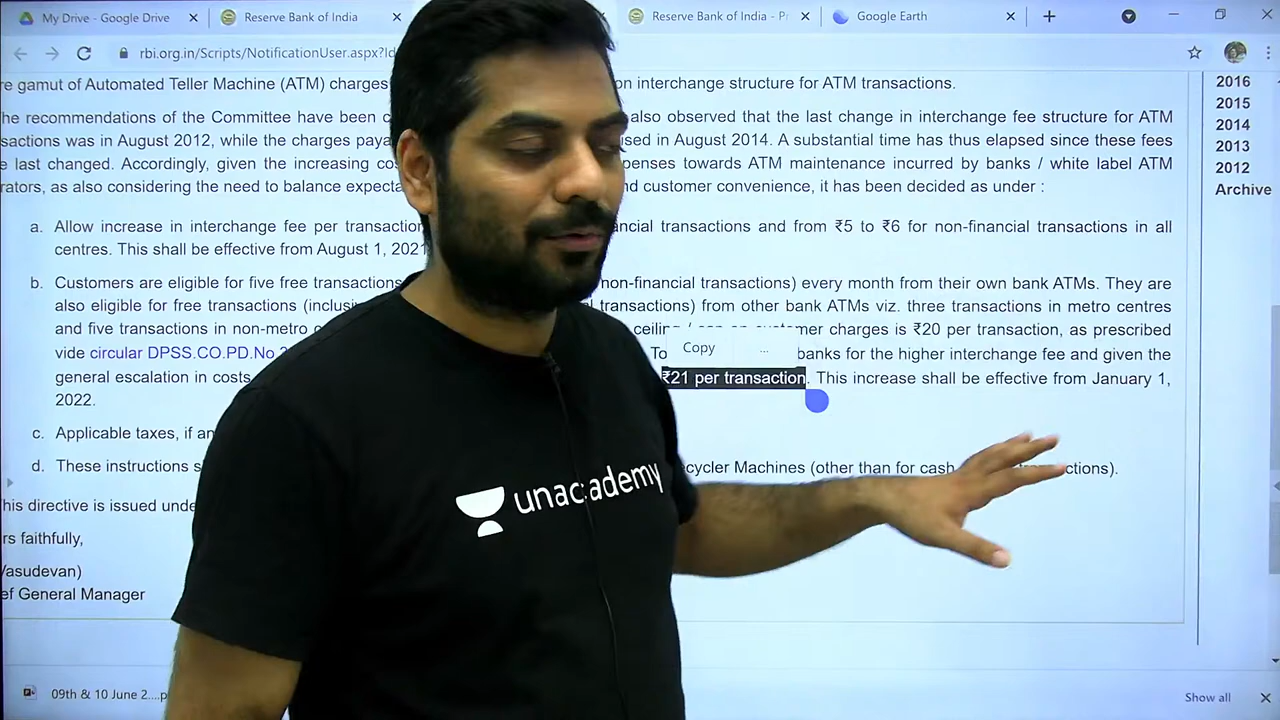 My Drive - Google Drive
Reserve Bank of India
Reserve Bank of India - Pr
Google Earth
rbi.org.in/Scripts/NotificationUser.aspx?Id
re gamut of Automated Teller Machine (ATM) charges on interchange structure for ATM transactions.
he recommendations of the Committee have been c also observed that the last change in interchange fee structure for ATM
sactions was in August 2012, while the charges paya ised in August 2014. A substantial time has thus elapsed since these fees
e last changed. Accordingly, given the increasing co penses towards ATM maintenance incurred by banks / white label ATM
rators, as also considering the need to balance expecta nd customer convenience, it has been decided as under :
a. Allow increase in interchange fee per transaction ncial transactions and from ₹5 to ₹6 for non-financial transactions in all
centres. This shall be effective from August 1, 2021
b. Customers are eligible for five free transactions non-financial transactions) every month from their own bank ATMs. They are
also eligible for free transactions (inclusi l transactions) from other bank ATMs viz. three transactions in metro centres
and five transactions in non-metro c ceiling / customer charges is ₹20 per transaction, as prescribed
vide circular DPSS.CO.PD.No To banks for the higher interchange fee and given the
general escalation in costs ₹21 per transaction. This increase shall be effective from January 1,
2022.
Copy ...
c. Applicable taxes, if an
d. These instructions s ecycler Machines (other than for cash ctions).
his directive is issued unde
rs faithfully,
Vasudevan)
ef General Manager
2016
2015
2014
2013
2012
Archive
unacademy
09th & 10 June 2....p
Show all